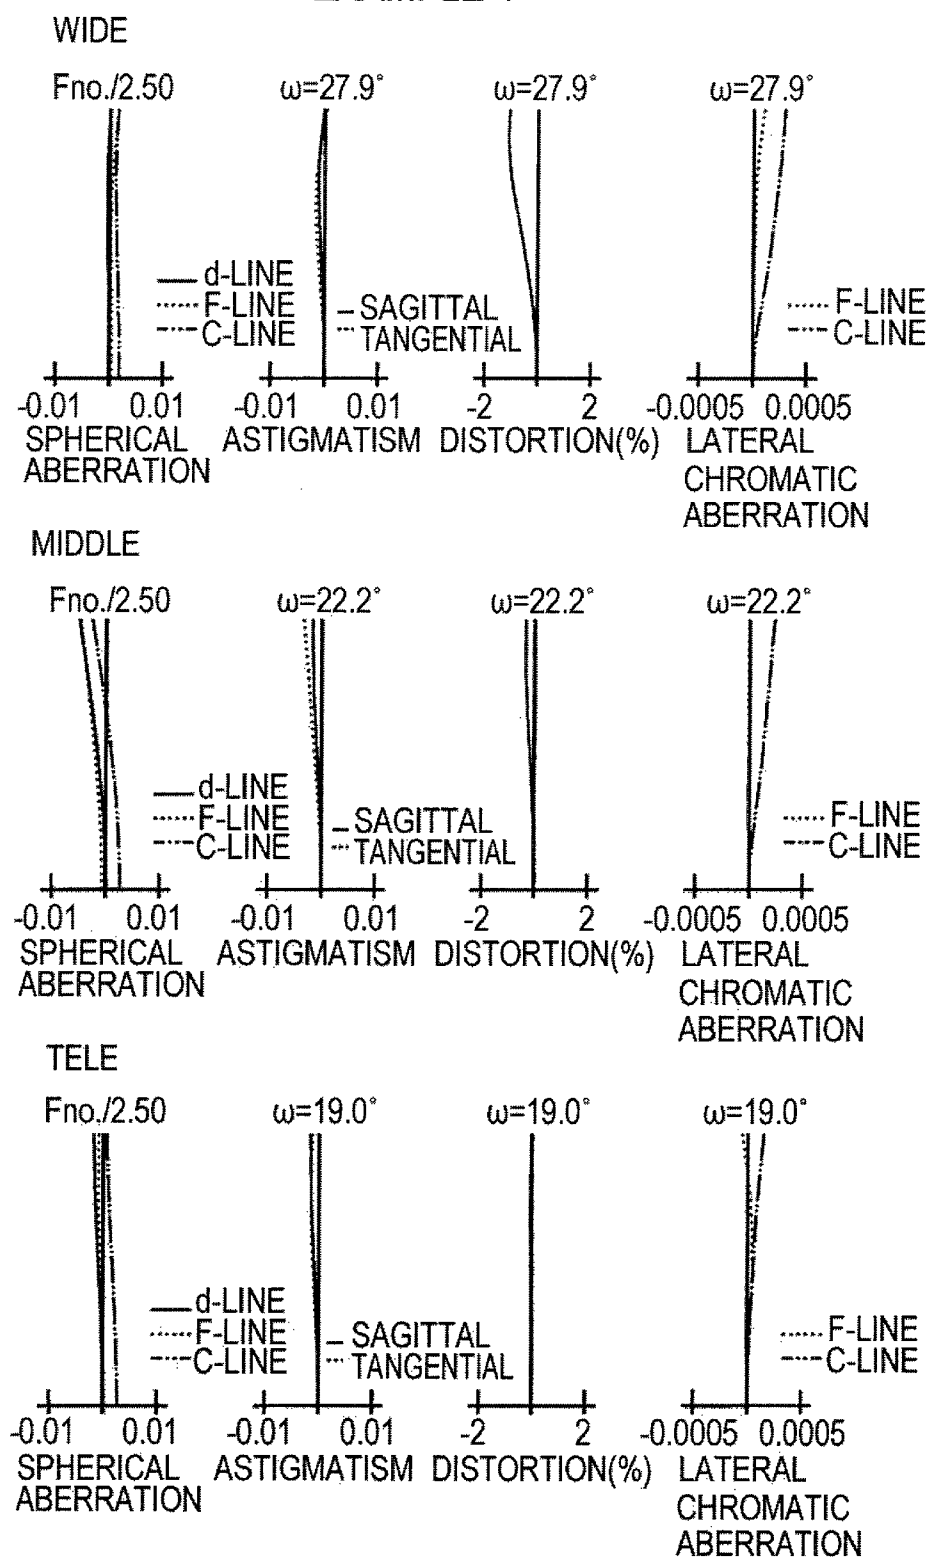 WIDE
Fno./2.50 ω=27.9° ω=27.9° ω=27.9°
d-LINE
F-LINE
C-LINE
SAGITTAL
TANGENTIAL
F-LINE
C-LINE
-0.01 0.01 -0.01 0.01 -2 2 -0.0005 0.0005
SPHERICAL ABERRATION
ASTIGMATISM
DISTORTION(%)
LATERAL CHROMATIC ABERRATION
MIDDLE
Fno./2.50 ω=22.2° ω=22.2° ω=22.2°
d-LINE
F-LINE
C-LINE
SAGITTAL
TANGENTIAL
F-LINE
C-LINE
-0.01 0.01 -0.01 0.01 -2 2 -0.0005 0.0005
SPHERICAL ABERRATION
ASTIGMATISM
DISTORTION(%)
LATERAL CHROMATIC ABERRATION
TELE
Fno./2.50 ω=19.0° ω=19.0° ω=19.0°
d-LINE
F-LINE
C-LINE
SAGITTAL
TANGENTIAL
F-LINE
C-LINE
-0.01 0.01 -0.01 0.01 -2 2 -0.0005 0.0005
SPHERICAL ABERRATION
ASTIGMATISM
DISTORTION(%)
LATERAL CHROMATIC ABERRATION